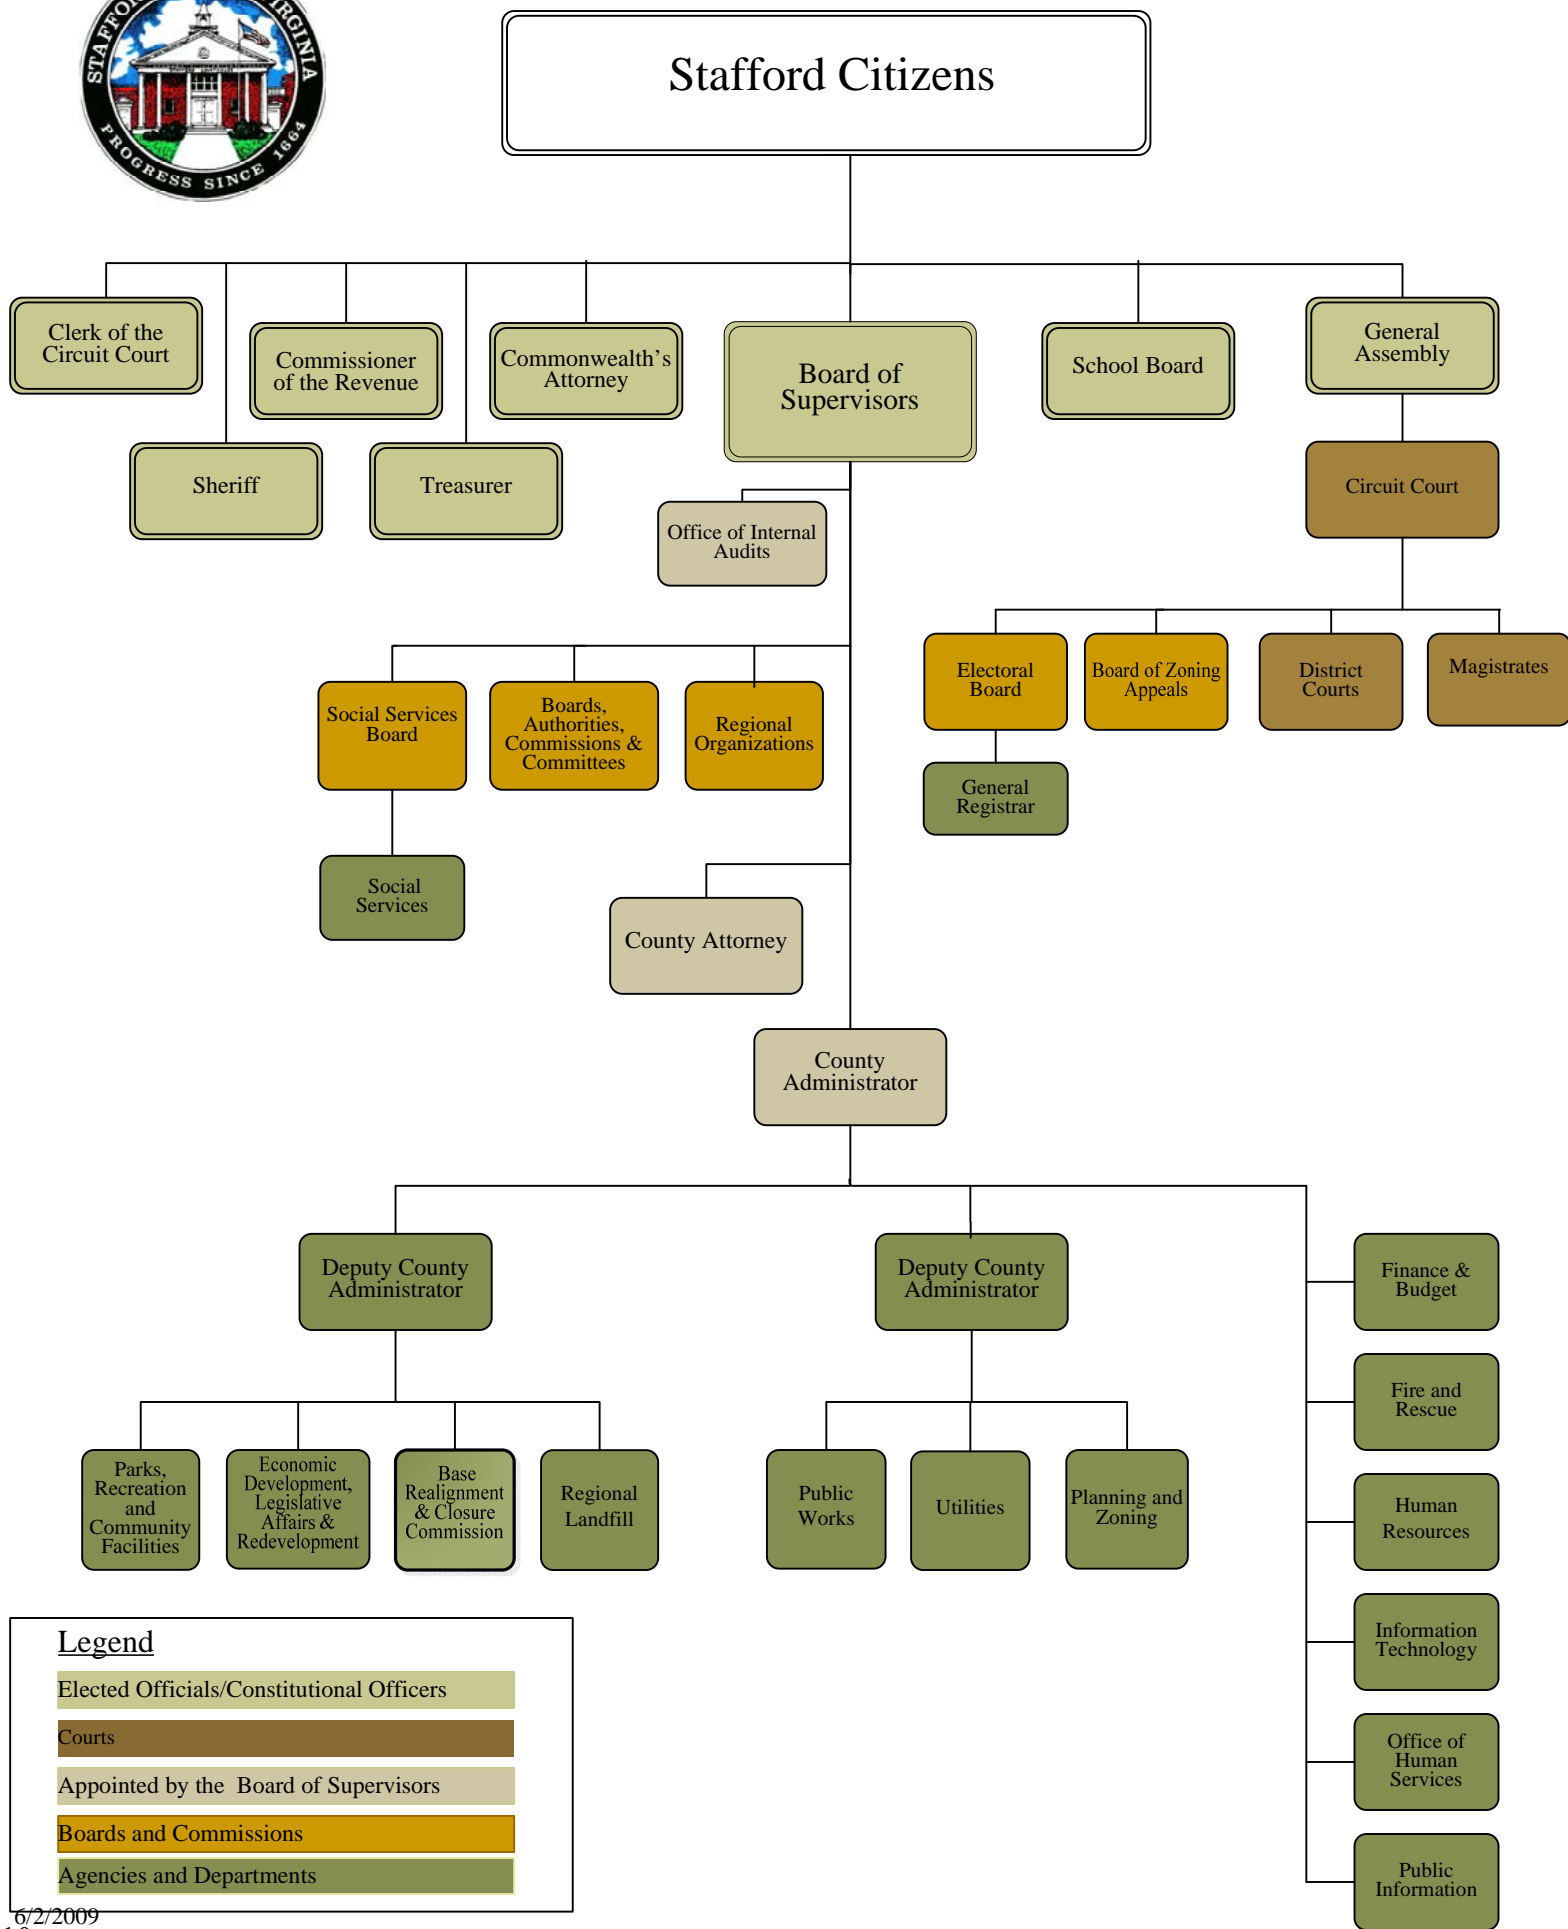 STAFFOR
RGINIA
PROGRESS SINCE 1664
Stafford Citizens
Clerk of the
Circuit Court
Commissioner
of the Revenue
Commonwealth's
Attorney
Board of
Supervisors
School Board
General
Assembly
Sheriff
Treasurer
Circuit Court
Office of Internal
Audits
Electoral
Board
Board of Zoning
Appeals
District
Courts
Magistrates
Social Services
Board
Boards,
Authorities,
Commissions &
Committees
Regional
Organizations
General
Registrar
Social
Services
County Attorney
County
Administrator
Deputy County
Administrator
Deputy County
Administrator
Finance &
Budget
Fire and
Rescue
Parks,
Recreation
and
Community
Facilities
Economic
Development,
Legislative
Affairs &
Redevelopment
Base
Realignment
& Closure
Commission
Regional
Landfill
Public
Works
Utilities
Planning and
Zoning
Human
Resources
Information
Technology
Office of
Human
Services
Public
Information
Legend
Elected Officials/Constitutional Officers
Courts
Appointed by the Board of Supervisors
Boards and Commissions
Agencies and Departments
6/2/2009